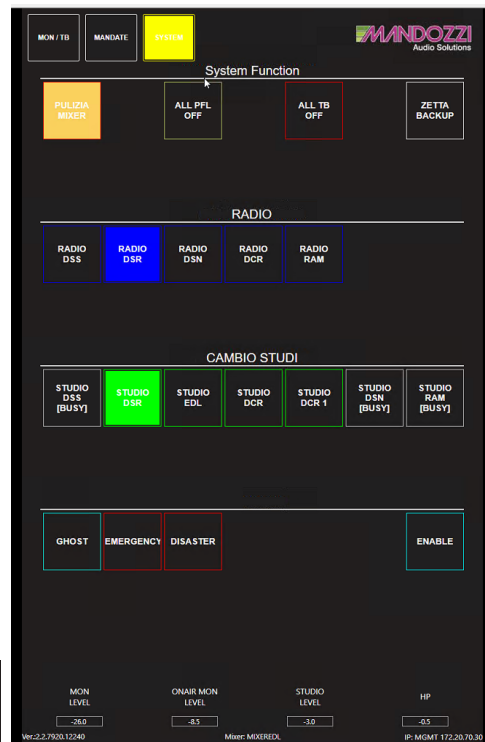 MON / TB
MANDATE
SYSTEM
MANDOZZI
Audio Solutions
System Function
PULIZIA
MIXER
ALL PFL
OFF
ALL TB
OFF
ZETTA
BACKUP
RADIO
RADIO
DSS
RADIO
DSR
RADIO
DSN
RADIO
DCR
RADIO
RAM
CAMBIO STUDI
STUDIO
DSS
[BUSY]
STUDIO
DSR
STUDIO
EDL
STUDIO
DCR
STUDIO
DCR 1
STUDIO
DSN
[BUSY]
STUDIO
RAM
[BUSY]
GHOST
EMERGENCY
DISASTER
ENABLE
MON
LEVEL
ONAIR MON
LEVEL
STUDIO
LEVEL
HP
-26.0
-8.5
-3.0
-0.5
Ver.:2.2.7920.12240
Mixer: MIXEREDL
IP: MGMT 172.20.70.30